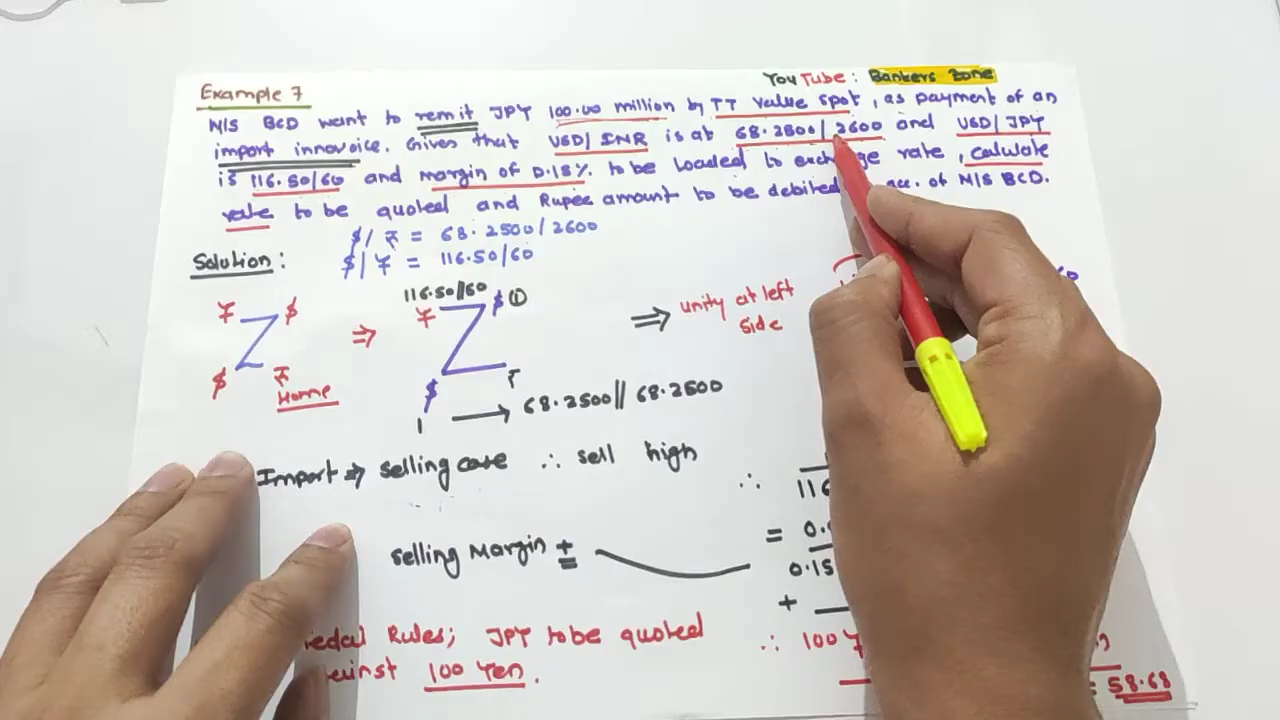 YouTube: Bankers Zone
Example 7
M/S BCD want to remit JPY 100.00 million by TT Value spot, as payment of an
import innovoice. Given that USD/INR is at 68.2500/2600 and USD/JPY
is 116.50/60 and margin of 0.15% to be loaded to exchange rate, calculate
rate to be quoted and Rupee amount to be debited acc. of M/S BCD.
Solution:
$/₹ = 68.2500/2600
$/¥ = 116.50/60
¥ $
$ ₹
Home
⇒
116.50//60
¥ $ ①
$ ₹
1 → 68.2500//68.2500
⇒ unity at left
side
Import ⇒ selling case ∴ sell high
∴ 116
= 0.
selling Margin + 0.15
+
Rules; JPY to be quoted
100 Yen.
∴ 100
= 58.68